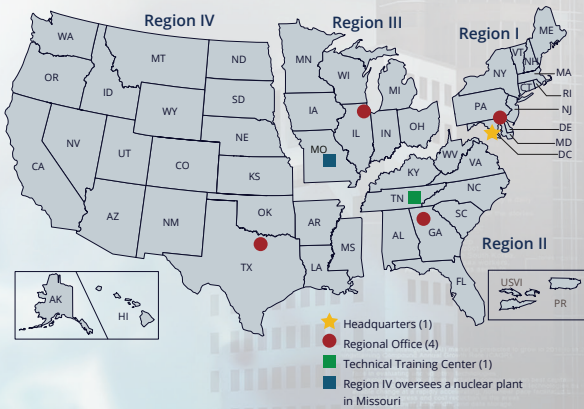 Region IV
Region III
Region I
WA
MT
ND
MN
ME
VT
NH
OR
ID
WI
NY
MA
SD
MI
CT
RI
WY
IA
PA
NJ
NE
IL
IN
OH
DE
NV
UT
CO
MO
WV
MD
CA
KS
KY
VA
DC
AZ
NM
OK
AR
TN
NC
SC
MS
AL
GA
Region II
TX
LA
FL
AK
HI
USVI
PR
Headquarters (1)
Regional Office (4)
Technical Training Center (1)
Region IV oversees a nuclear plant
in Missouri